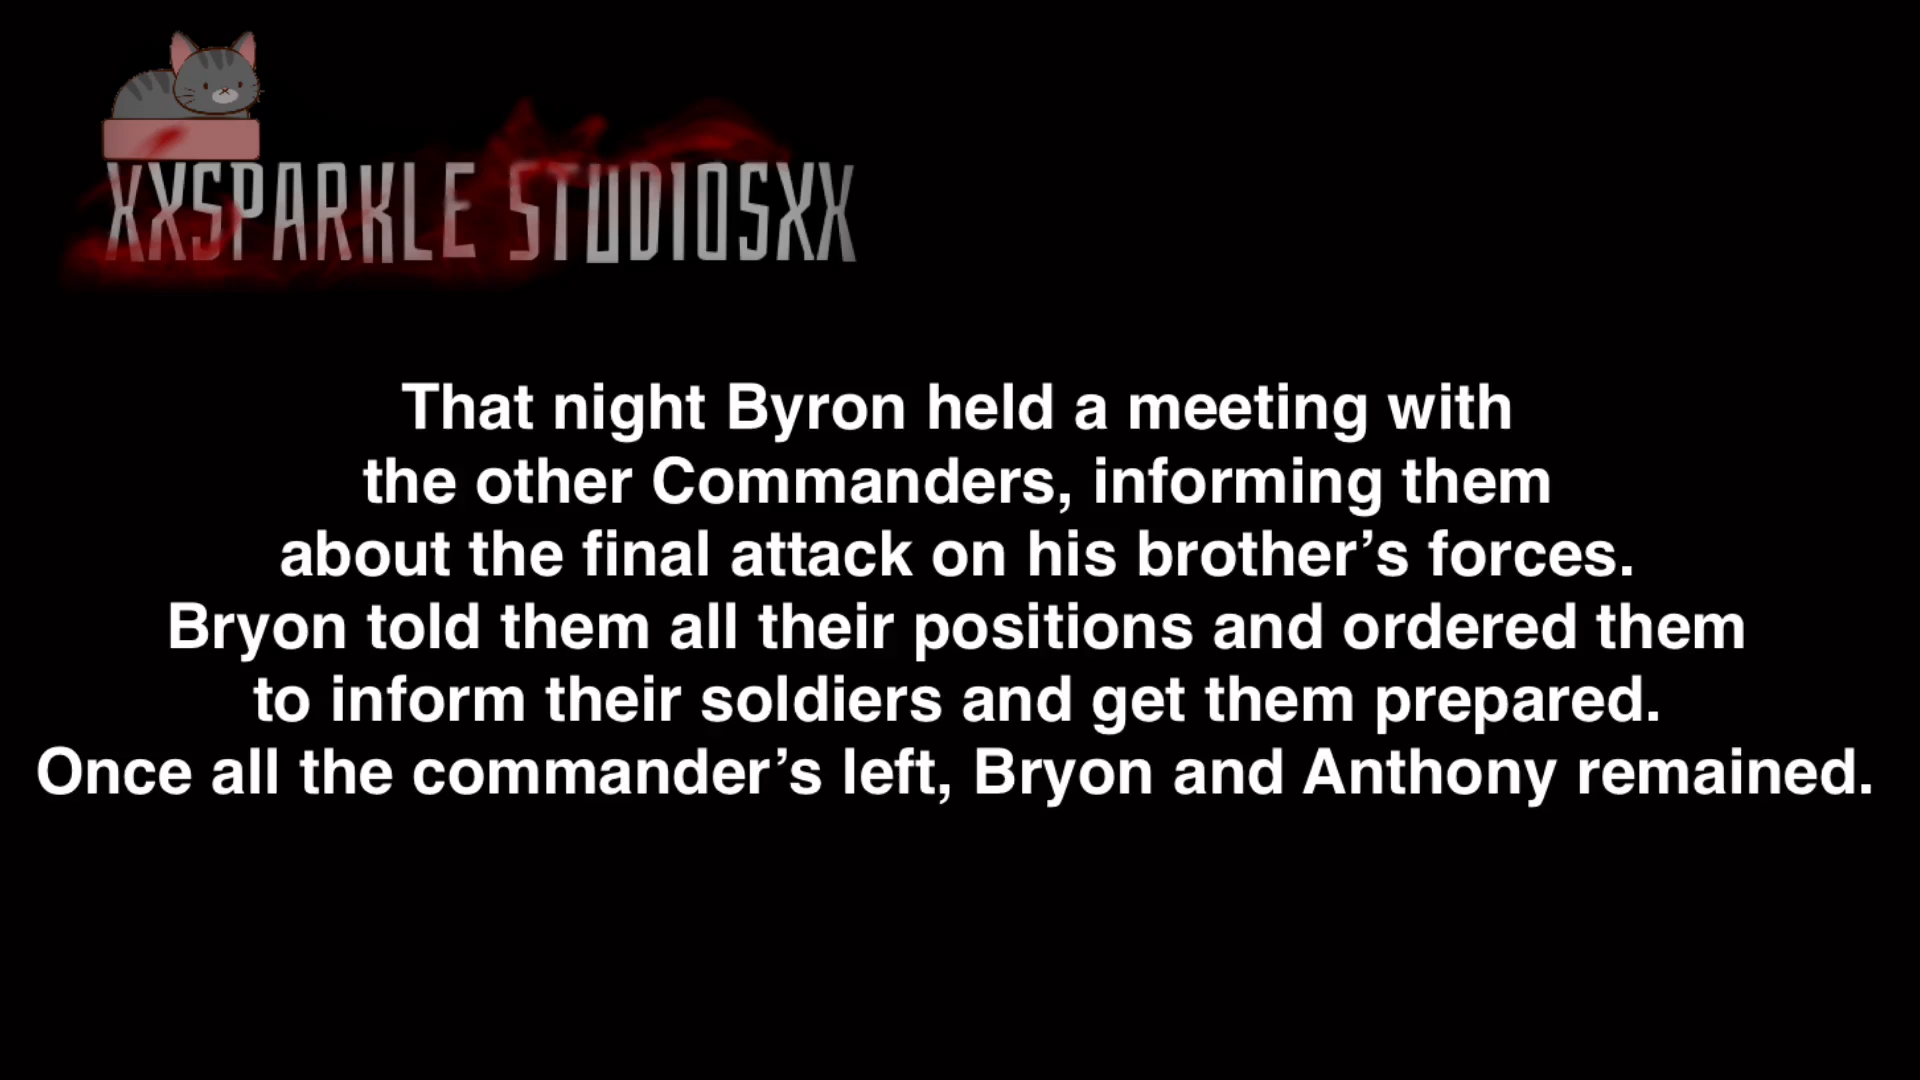 XXSPARKLE STUDIOSXX
That night Byron held a meeting with
the other Commanders, informing them
about the final attack on his brother’s forces.
Bryon told them all their positions and ordered them
to inform their soldiers and get them prepared.
Once all the commander’s left, Bryon and Anthony remained.